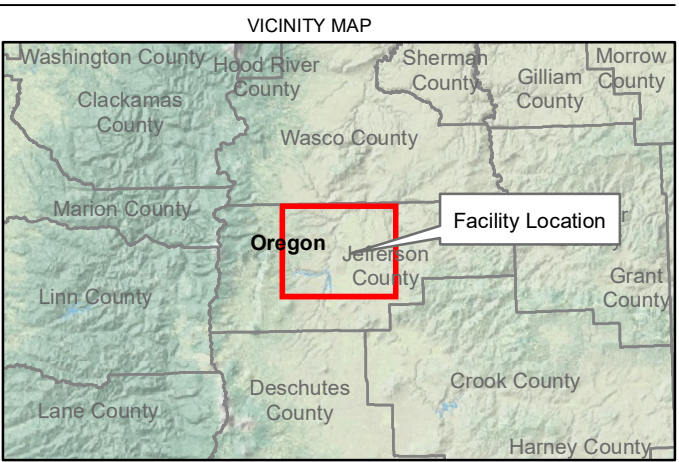 VICINITY MAP
Washington County
Hood River
County
Sherman
County
Gilliam
County
Morrow
County
Clackamas
County
Wasco County
Marion County
Oregon
Jefferson
County
Facility Location
Grant
County
Linn County
Deschutes
County
Crook County
Lane County
Harney County